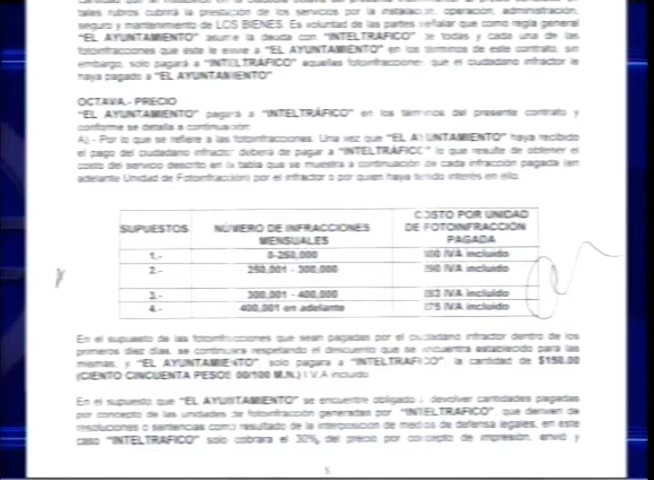 tales rubros cubrirá la prestación de los servicios por la instalación, operación, administración,
seguro y mantenimiento de LOS BIENES. Es voluntad de las partes señalar que como regla general
"EL AYUNTAMIENTO" asume la deuda con "INTELTRÁFICO" de todas y cada una de las
fotoinfracciones que éste le envíe a "EL AYUNTAMIENTO" en los términos de este contrato, sin
embargo, solo pagará a "INTELTRÁFICO" aquellas fotoinfracciones que el ciudadano infractor le
haya pagado a "EL AYUNTAMIENTO"
OCTAVA.- PRECIO
"EL AYUNTAMIENTO" pagará a "INTELTRÁFICO" en los términos del presente contrato y
conforme se detalla a continuación:
A).- Por lo que se refiere a las fotoinfracciones. Una vez que "EL AYUNTAMIENTO" haya recibido
el pago del ciudadano infractor, deberá de pagar a "INTELTRÁFICO" lo que resulte de obtener el
costo del servicio descrito en la tabla que se muestra a continuación de cada infracción pagada (en
adelante Unidad de Fotoinfracción) por el infractor o por quien haya tenido interés en ello.
SUPUESTOS NÚMERO DE INFRACCIONES MENSUALES COSTO POR UNIDAD DE FOTOINFRACCIÓN PAGADA
1.- 0-250,000 IVA incluido
2.- 250,001 - 300,000 IVA incluido
3.- 300,001 - 400,000 IVA incluido
4.- 400,001 en adelante IVA incluido
En el supuesto de las fotoinfracciones que sean pagadas por el ciudadano infractor dentro de los
primeros diez días, se continuará respetando el descuento que se encuentra establecido para las
mismas, y "EL AYUNTAMIENTO" solo pagará a "INTELTRÁFICO", la cantidad de $150.00
(CIENTO CINCUENTA PESOS 00/100 M.N.) I.V.A incluido.
En el supuesto que "EL AYUNTAMIENTO" se encuentre obligado a devolver cantidades pagadas
por concepto de las unidades de fotoinfracción generadas por "INTELTRÁFICO", que deriven de
resoluciones o sentencias como resultado de la interposición de medios de defensa legales, en este
caso "INTELTRÁFICO" solo cobrará el 30% del precio por concepto de impresión, envió y
5